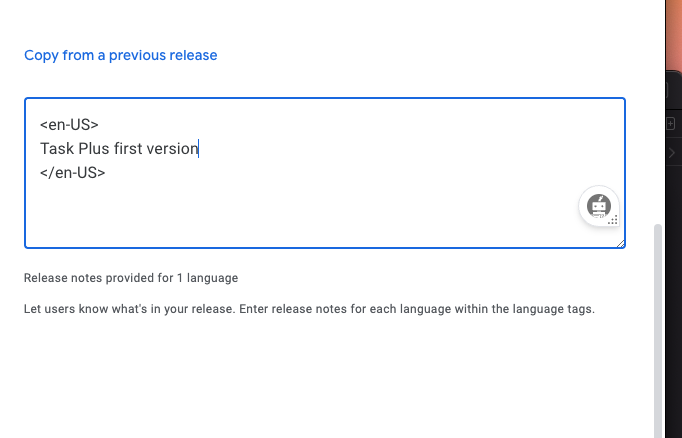 Copy from a previous release
<en-US>
Task Plus first version
</en-US>
Release notes provided for 1 language
Let users know what's in your release. Enter release notes for each language within the language tags.